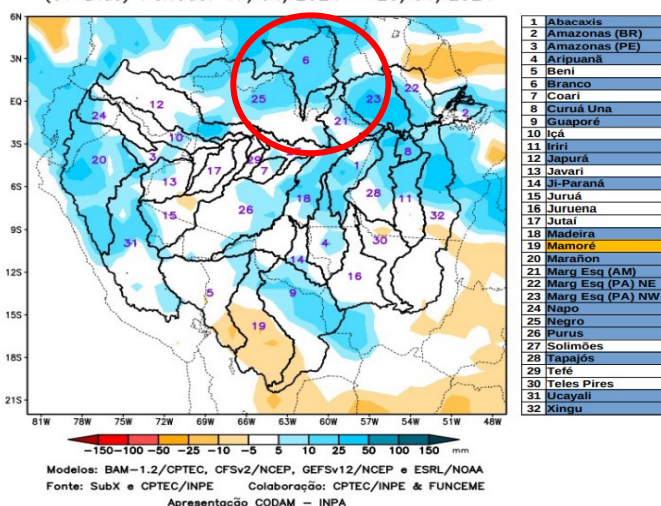 6N
3N
EQ
3S
6S
9S
12S
15S
18S
21S
81W 78W 75W 72W 69W 66W 63W 60W 57W 54W 51W 48W
6
25
23
22
12
24
21
2
10
8
3
29
1
20
17
7
13
28
18
11
26
15
32
31
4
30
14
16
5
9
19
−150 −100 −50 −25 −10 −5 5 10 25 50 100 150 mm
Modelos: BAM−1.2/CPTEC, CFSv2/NCEP, GEFSv12/NCEP e ESRL/NOAA
Fonte: SubX e CPTEC/INPE Colaboração: CPTEC/INPE & FUNCEME
Apresentação CODAM − INPA
1 Abacaxis
2 Amazonas (BR)
3 Amazonas (PE)
4 Aripuanã
5 Beni
6 Branco
7 Coari
8 Curuá Una
9 Guaporé
10 Içá
11 Iriri
12 Japurá
13 Javari
14 Ji-Paraná
15 Juruá
16 Juruena
17 Jutaí
18 Madeira
19 Mamoré
20 Marañon
21 Marg Esq (AM)
22 Marg Esq (PA) NE
23 Marg Esq (PA) NW
24 Napo
25 Negro
26 Purus
27 Solimões
28 Tapajós
29 Tefé
30 Teles Pires
31 Ucayali
32 Xingu